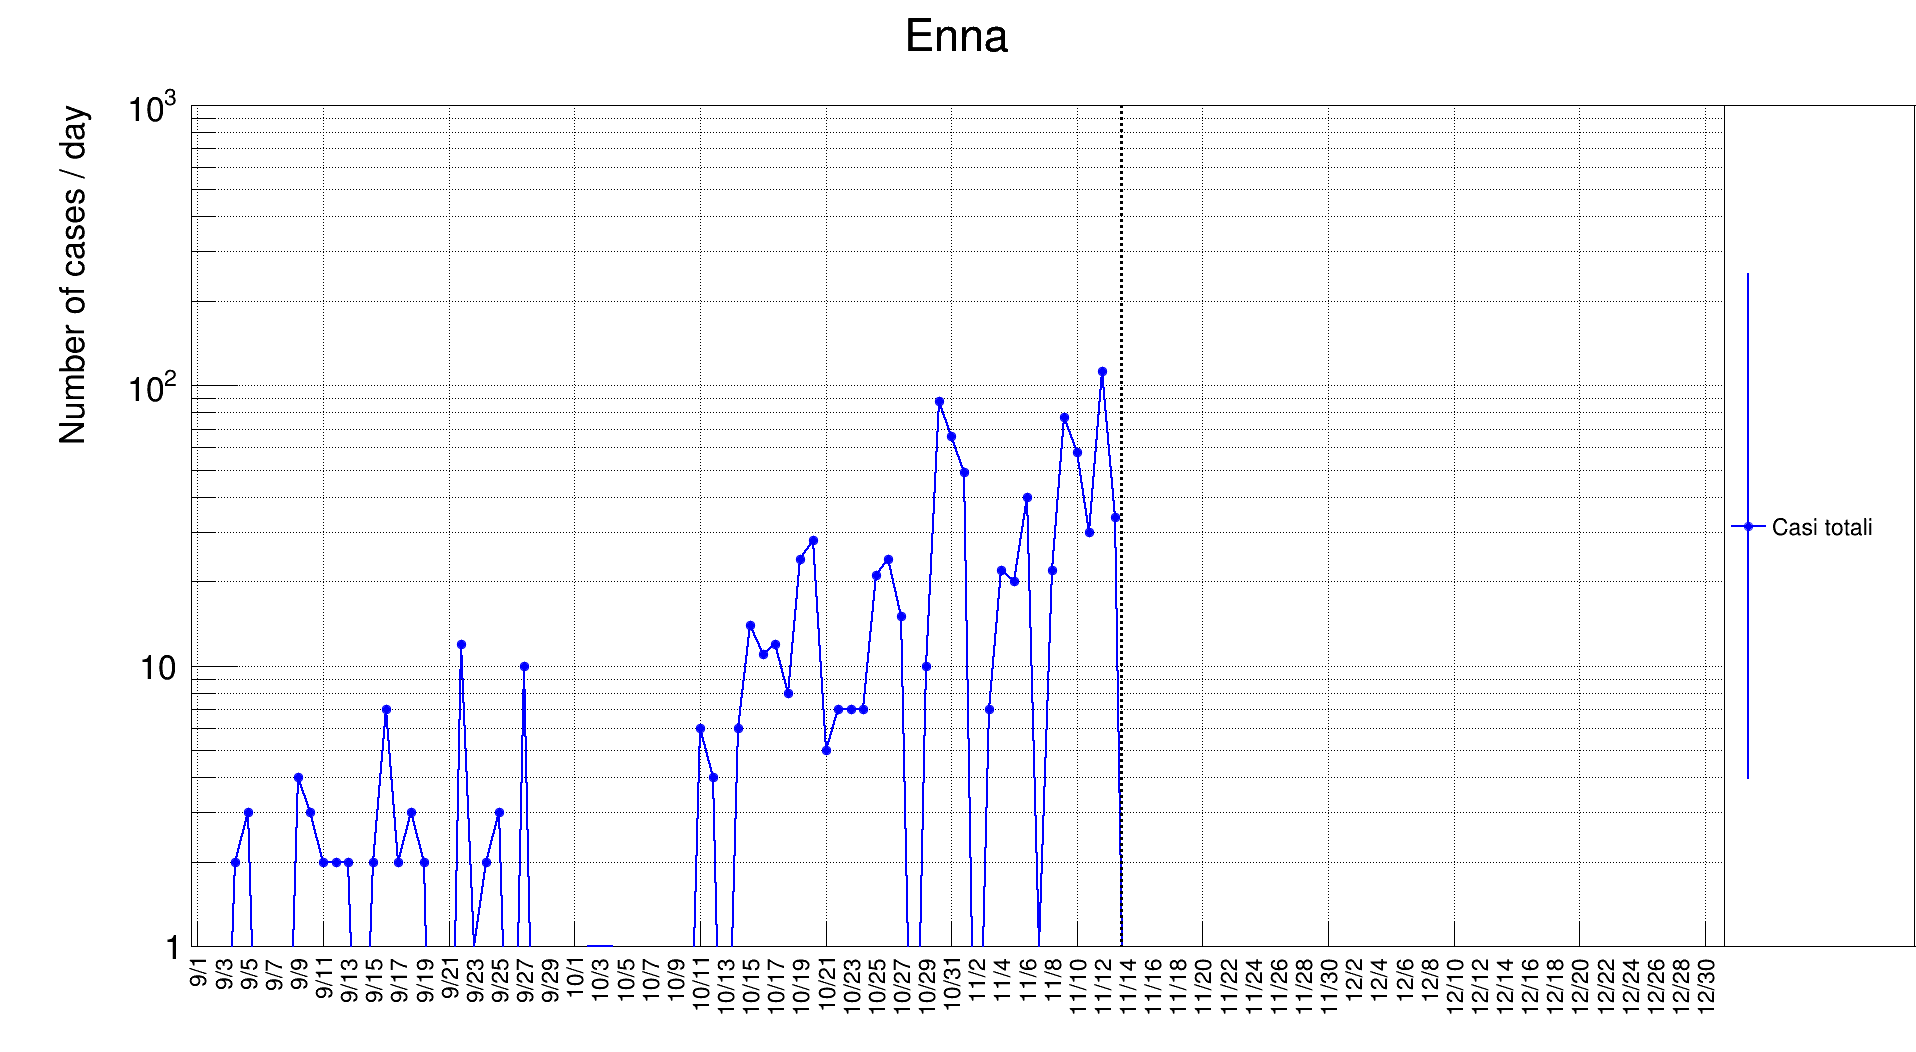 Enna
Number of cases / day
10³
10²
10
1
9/1 9/3 9/5 9/7 9/9 9/11 9/13 9/15 9/17 9/19 9/21 9/23 9/25 9/27 9/29 10/1 10/3 10/5 10/7 10/9 10/11 10/13 10/15 10/17 10/19 10/21 10/23 10/25 10/27 10/29 10/31 11/2 11/4 11/6 11/8 11/10 11/12 11/14 11/16 11/18 11/20 11/22 11/24 11/26 11/28 11/30 12/2 12/4 12/6 12/8 12/10 12/12 12/14 12/16 12/18 12/20 12/22 12/24 12/26 12/28 12/30
Casi totali